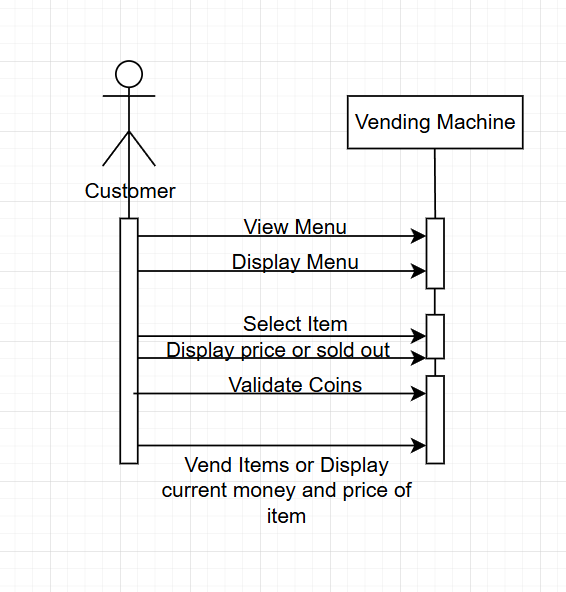 Vending Machine
Customer
View Menu
Display Menu
Select Item
Display price or sold out
Validate Coins
Vend Items or Display
current money and price of
item